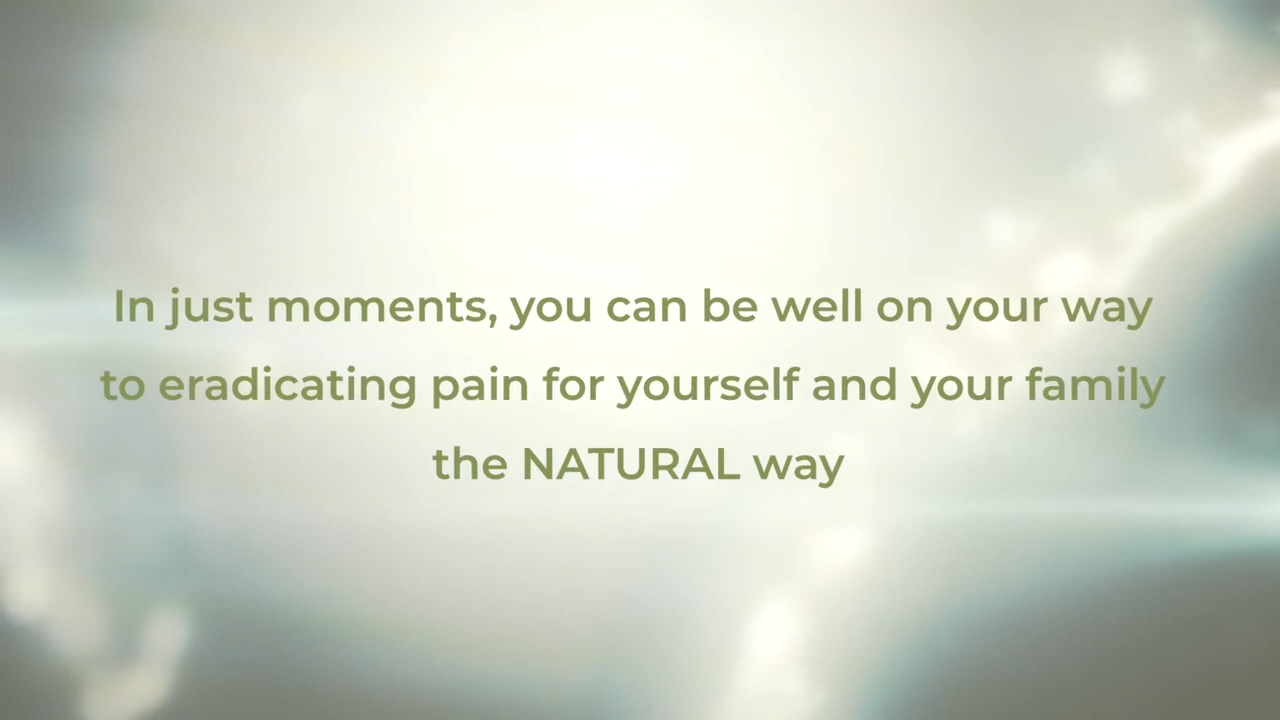 In just moments, you can be well on your way
to eradicating pain for yourself and your family
the NATURAL way